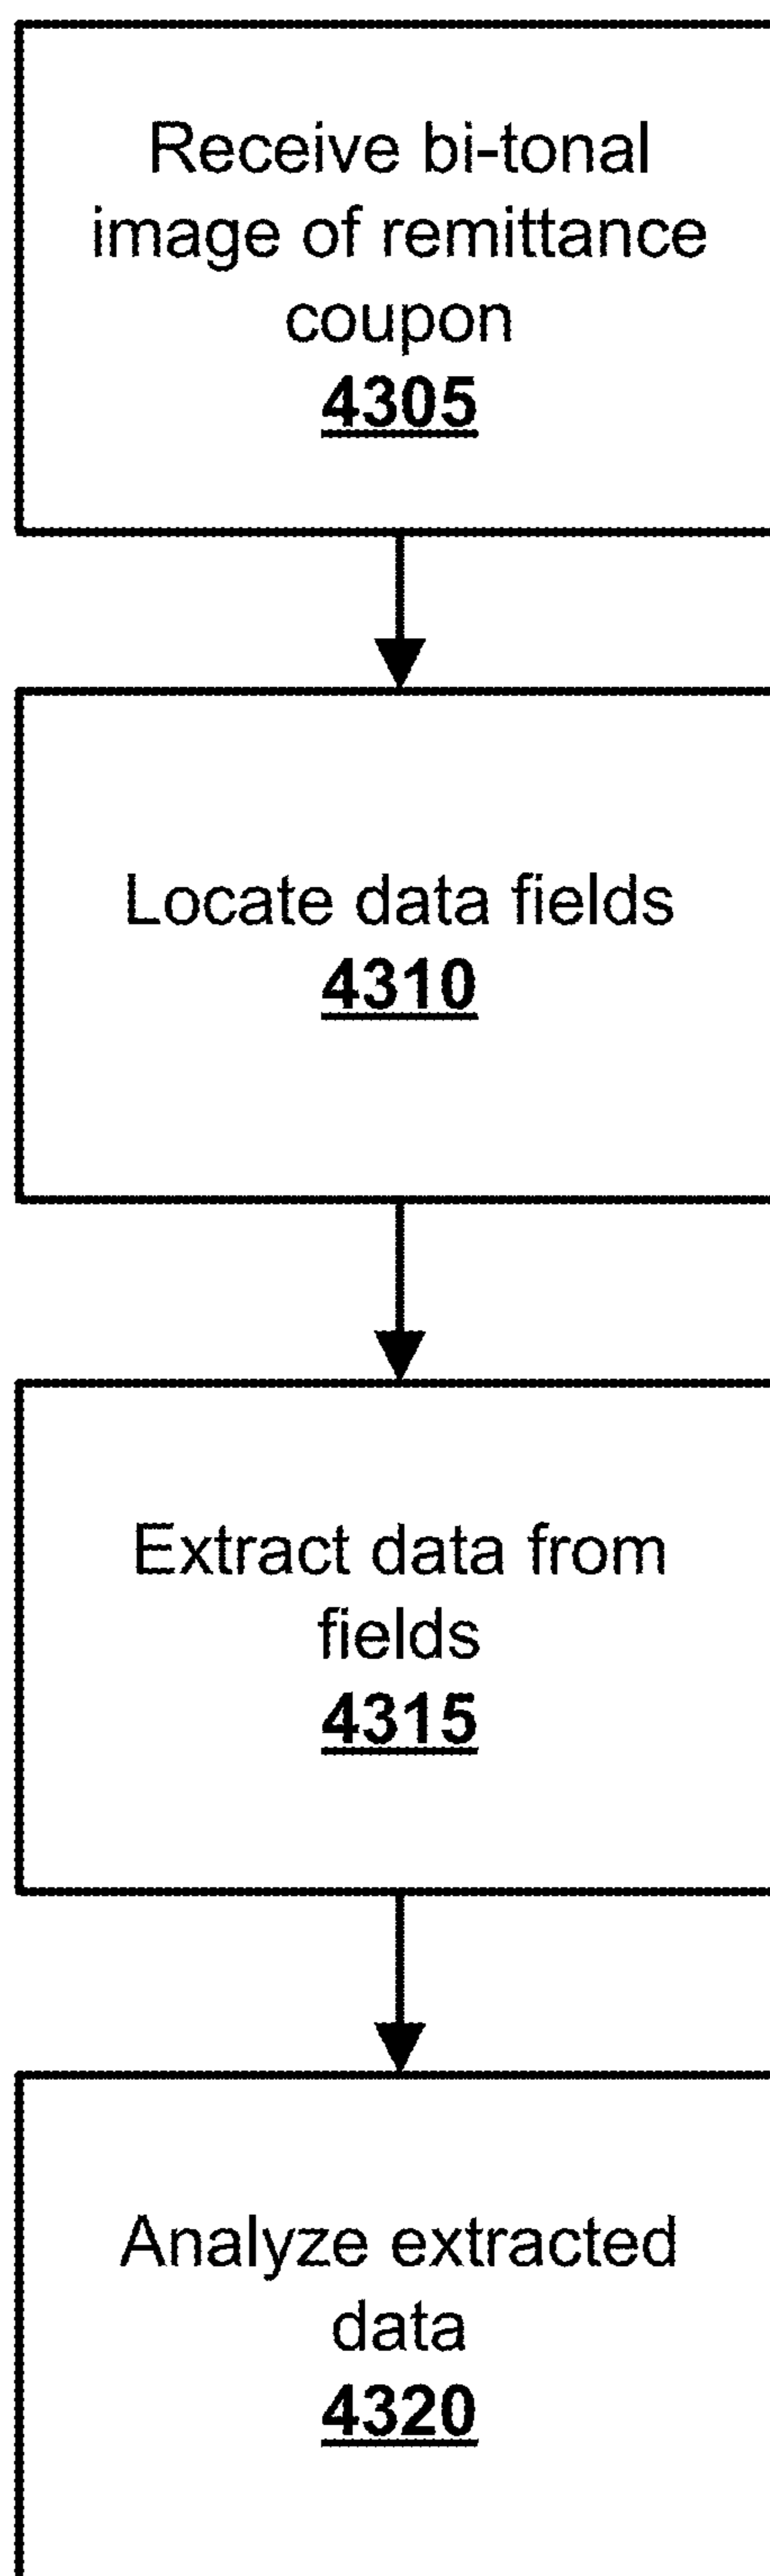 Receive bi-tonal
image of remittance
coupon
4305
Locate data fields
4310
Extract data from
fields
4315
Analyze extracted
data
4320